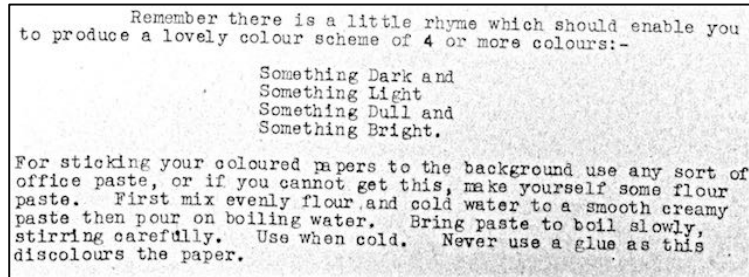 Remember there is a little rhyme which should enable you
to produce a lovely colour scheme of 4 or more colours:-
Something Dark and
Something Light
Something Dull and
Something Bright.
For sticking your coloured papers to the background use any sort of
office paste, or if you cannot get this, make yourself some flour
paste. First mix evenly flour and cold water to a smooth creamy
paste then pour on boiling water. Bring paste to boil slowly,
stirring carefully. Use when cold. Never use a glue as this
discolours the paper.